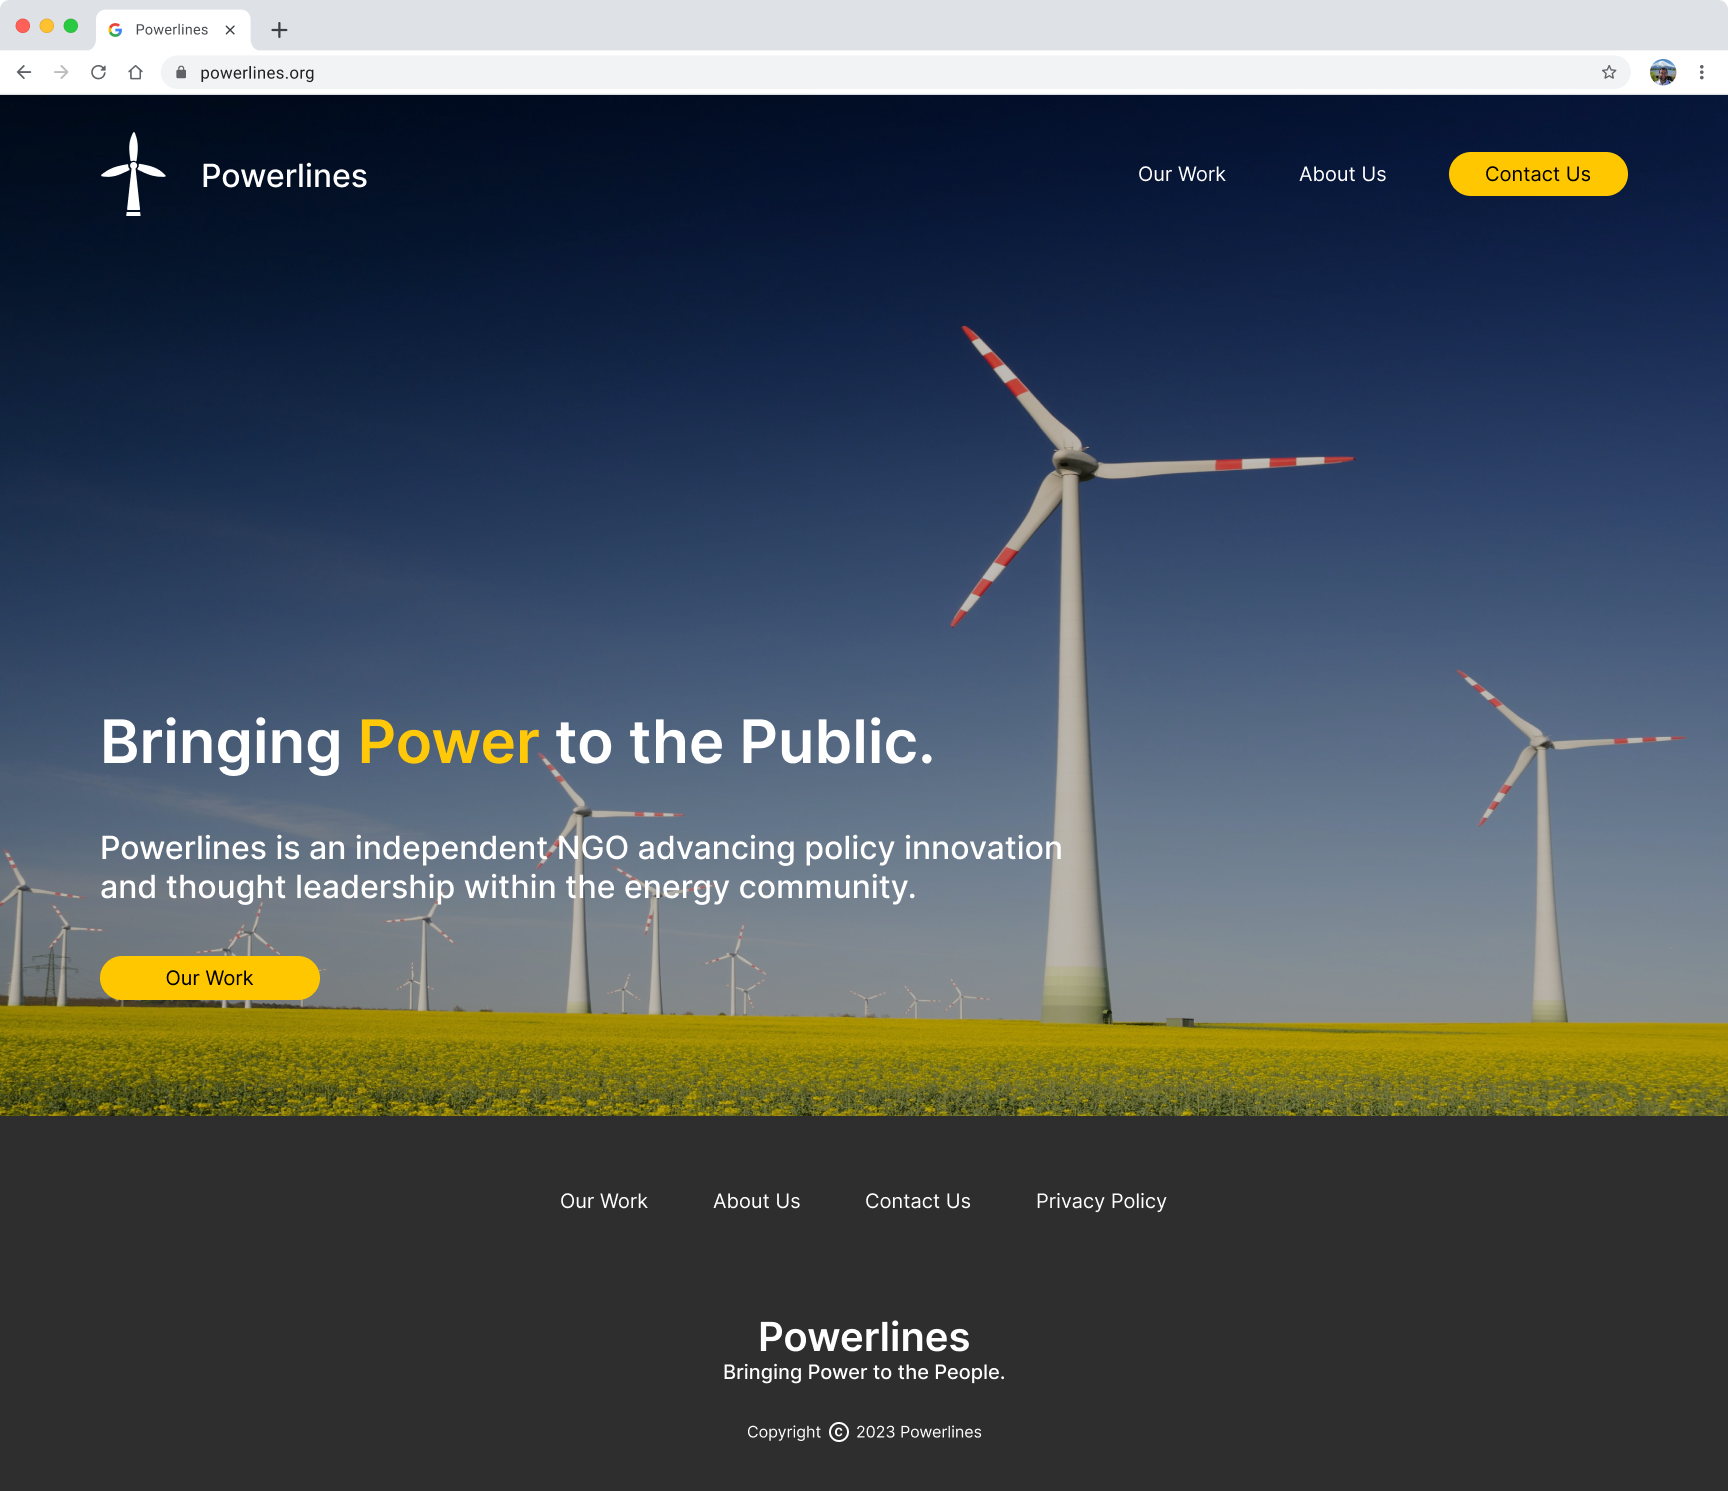 Powerlines
powerlines.org
Powerlines
Our Work
About Us
Contact Us
Bringing Power to the Public.
Powerlines is an independent NGO advancing policy innovation
and thought leadership within the energy community.
Our Work
Our Work
About Us
Contact Us
Privacy Policy
Powerlines
Bringing Power to the People.
Copyright © 2023 Powerlines